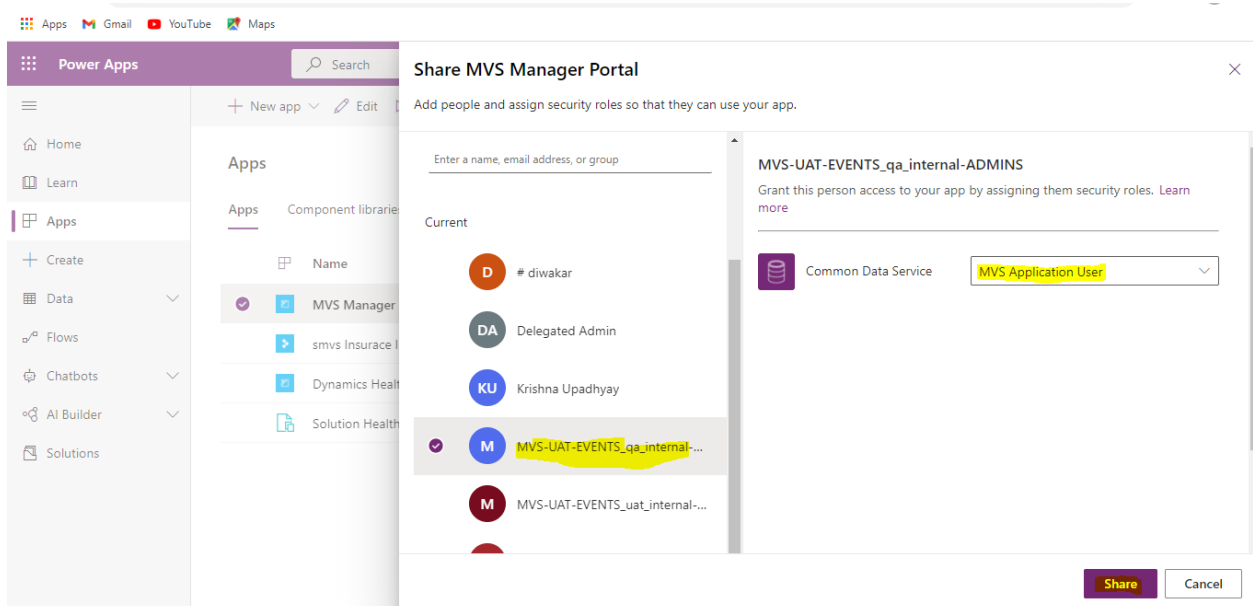 Apps Gmail YouTube Maps
Power Apps
Search
Home
Learn
Apps
Create
Data
Flows
Chatbots
AI Builder
Solutions
New app Edit
Apps
Apps Component libraries
Name
MVS Manager
smvs Insurace
Dynamics Healt
Solution Health
Share MVS Manager Portal
Add people and assign security roles so that they can use your app.
Enter a name, email address, or group
Current
D # diwakar
DA Delegated Admin
KU Krishna Upadhyay
M MVS-UAT-EVENTS_qa_internal-...
M MVS-UAT-EVENTS_uat_internal-...
MVS-UAT-EVENTS_qa_internal-ADMINS
Grant this person access to your app by assigning them security roles. Learn
more
Common Data Service MVS Application User
Share Cancel